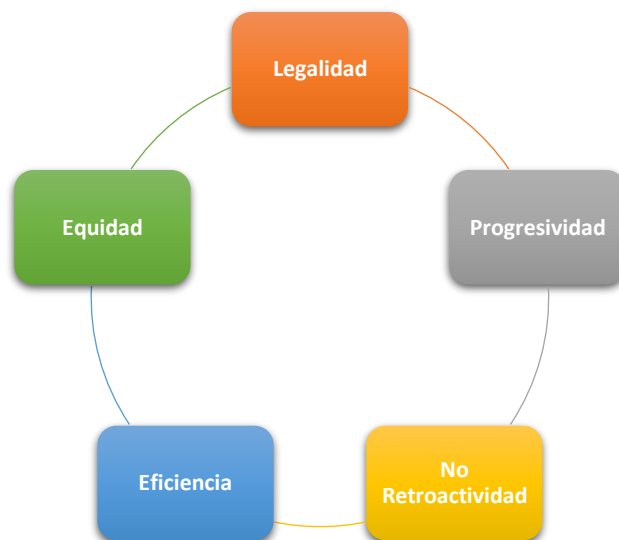 Legalidad
Progresividad
No
Retroactividad
Eficiencia
Equidad